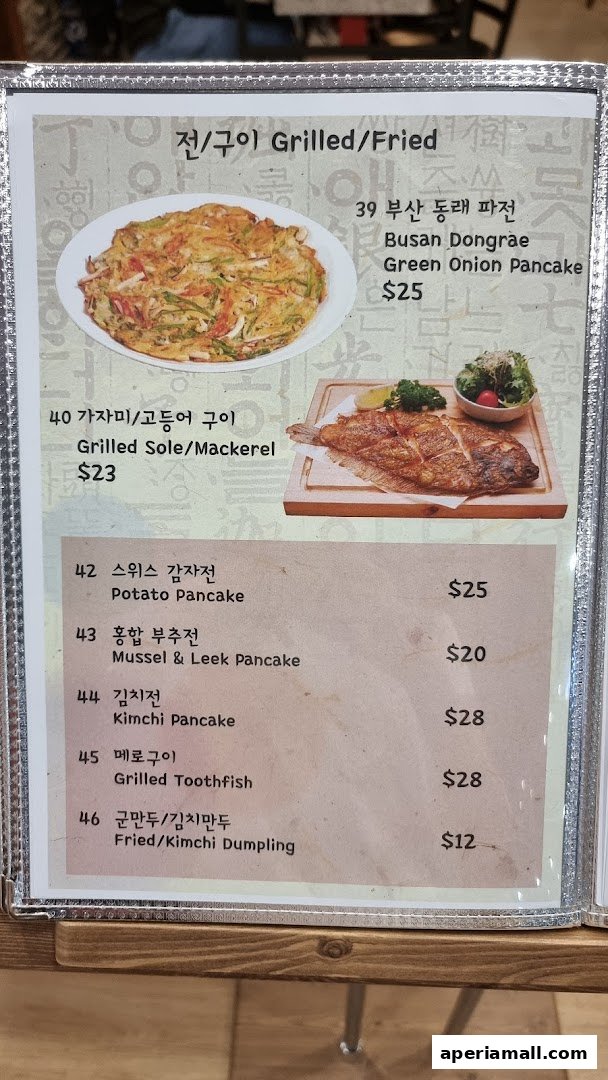 전/구이 Grilled/Fried
39 부산 동래 파전
Busan Dongrae
Green Onion Pancake
$25
40 가자미/고등어 구이
Grilled Sole/Mackerel
$23
42 스위스 감자전
Potato Pancake
$25
43 홍합 부추전
Mussel & Leek Pancake
$20
44 김치전
Kimchi Pancake
$28
45 메로구이
Grilled Toothfish
$28
46 군만두/김치만두
Fried/Kimchi Dumpling
$12
aperiamall.com